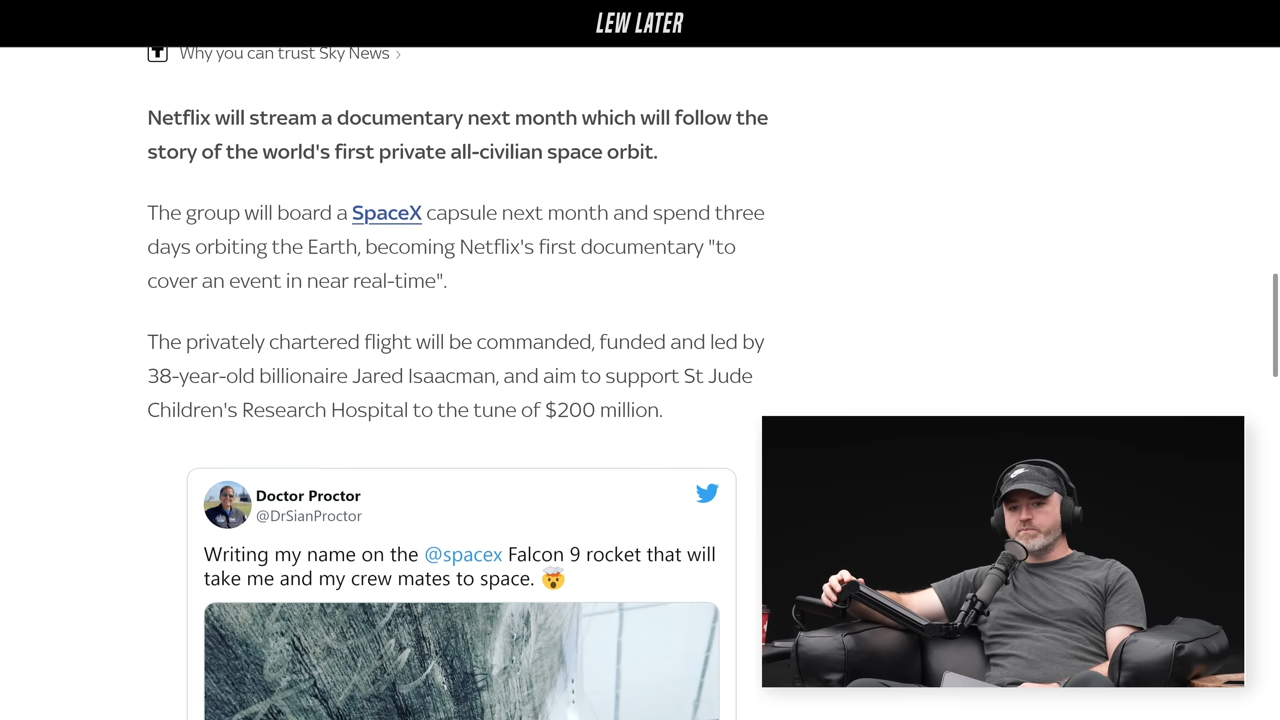 LEW LATER
Why you can trust Sky News >
Netflix will stream a documentary next month which will follow the
story of the world's first private all-civilian space orbit.
The group will board a SpaceX capsule next month and spend three
days orbiting the Earth, becoming Netflix's first documentary "to
cover an event in near real-time".
The privately chartered flight will be commanded, funded and led by
38-year-old billionaire Jared Isaacman, and aim to support St Jude
Children's Research Hospital to the tune of $200 million.
Doctor Proctor
@DrSianProctor
Writing my name on the @spacex Falcon 9 rocket that will
take me and my crew mates to space. 🤯